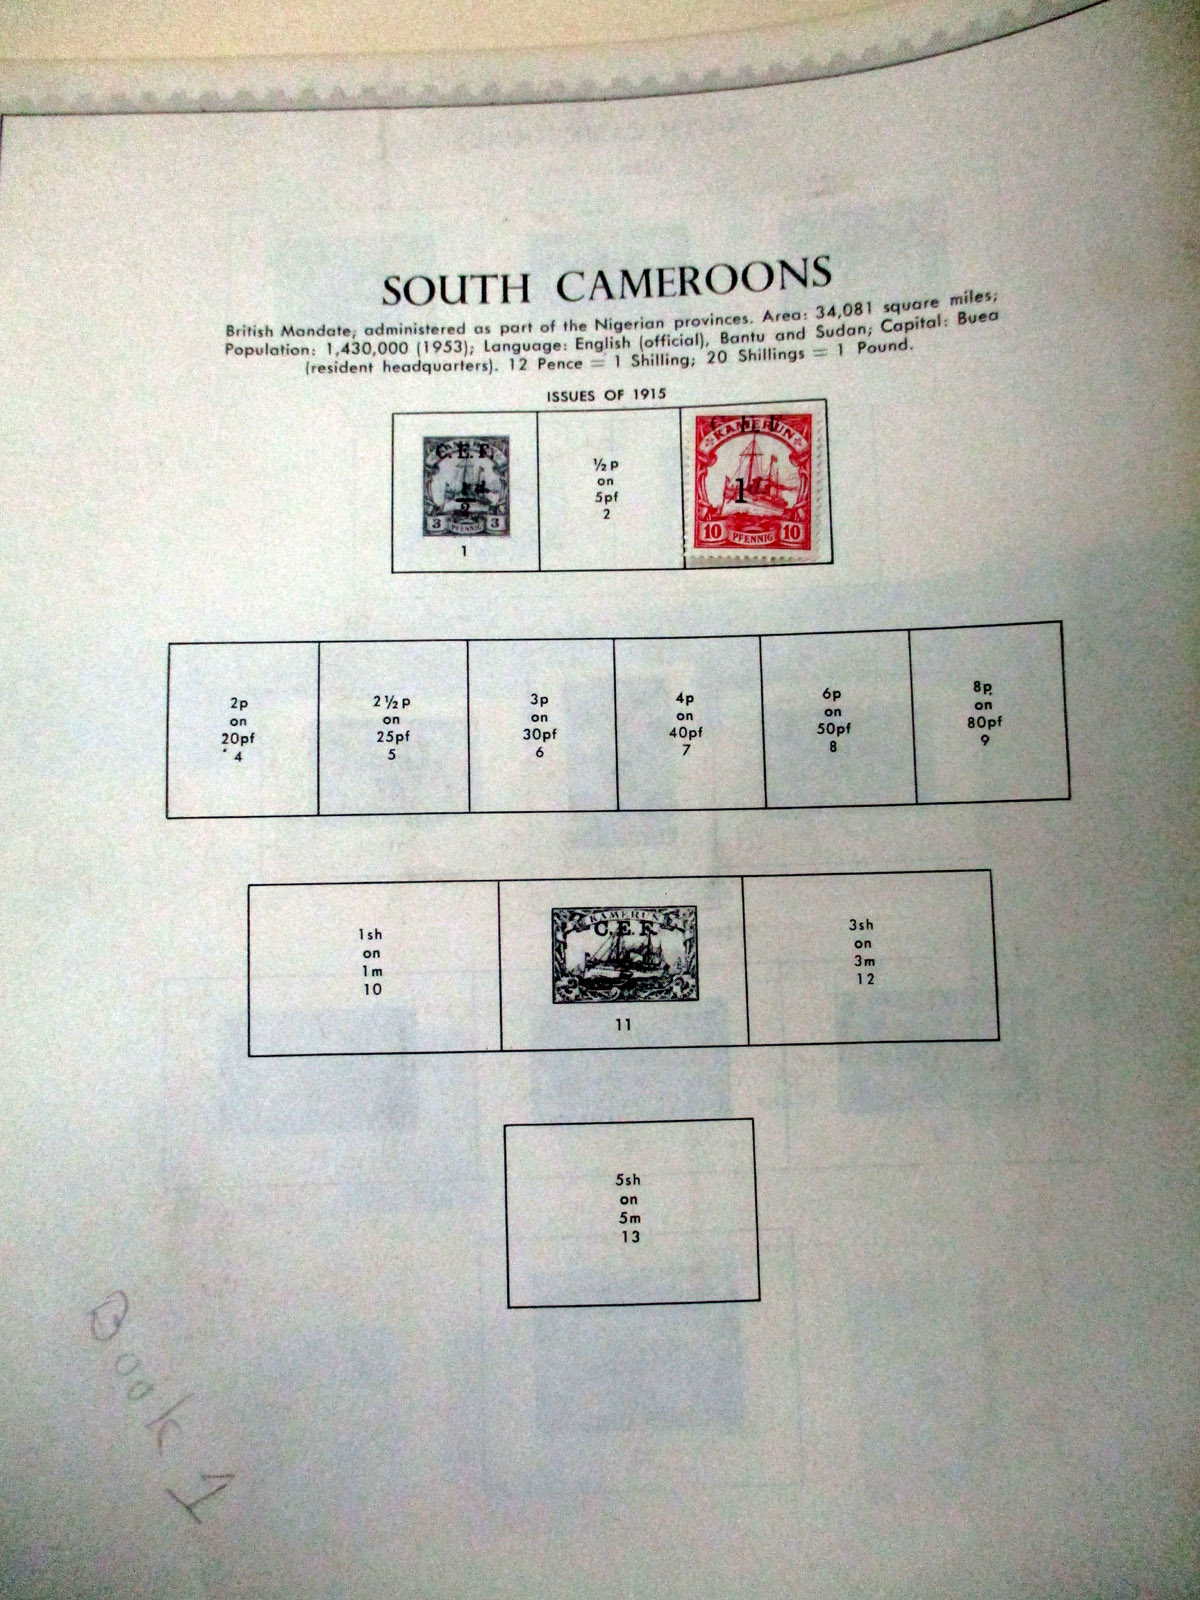 SOUTH CAMEROONS
British Mandate, administered as part of the Nigerian provinces. Area: 34,081 square miles;
Population: 1,430,000 (1953); Language: English (official), Bantu and Sudan; Capital: Buea
(resident headquarters). 12 Pence = 1 Shilling; 20 Shillings = 1 Pound.
ISSUES OF 1915
C.E.F.
3 PFENNIG 3
1
½p
on
5pf
2
KAMERUN
1
10 PFENNIG 10
2p
on
20pf
4
2½p
on
25pf
5
3p
on
30pf
6
4p
on
40pf
7
6p
on
50pf
8
8p
on
80pf
9
1sh
on
1m
10
KAMERUN
C.E.F.
11
3sh
on
3m
12
5sh
on
5m
13
Book 1